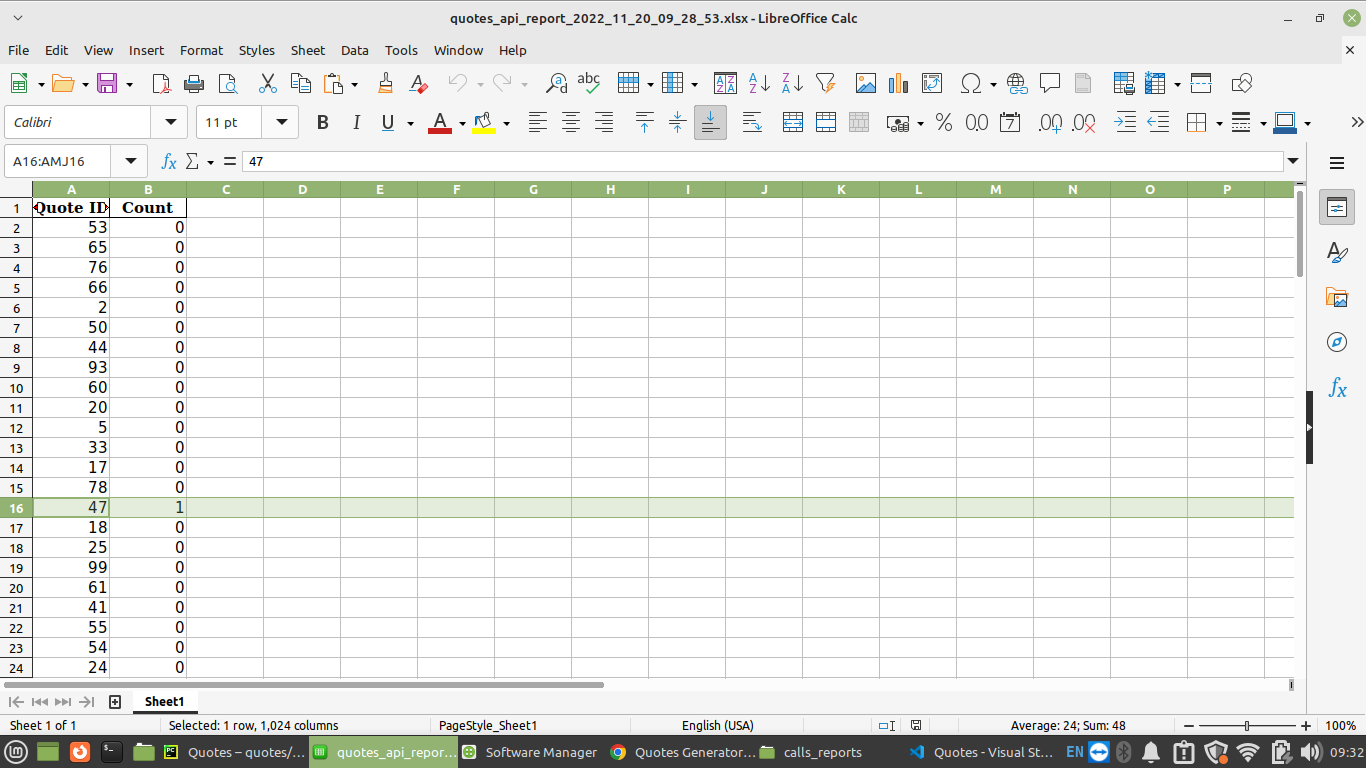 quotes_api_report_2022_11_20_09_28_53.xlsx - LibreOffice Calc
File Edit View Insert Format Styles Sheet Data Tools Window Help
Calibri 11 pt
A16:AMJ16 fx Σ = 47
A B C D E F G H I J K L M N O P
1 Quote ID Count
2 53 0
3 65 0
4 76 0
5 66 0
6 2 0
7 50 0
8 44 0
9 93 0
10 60 0
11 20 0
12 5 0
13 33 0
14 17 0
15 78 0
16 47 1
17 18 0
18 25 0
19 99 0
20 61 0
21 41 0
22 55 0
23 54 0
24 24 0
Sheet1
Sheet 1 of 1 Selected: 1 row, 1,024 columns PageStyle_Sheet1 English (USA) Average: 24; Sum: 48 100%
Quotes – quotes/... quotes_api_repor... Software Manager Quotes Generator... calls_reports Quotes - Visual St... EN 09:32